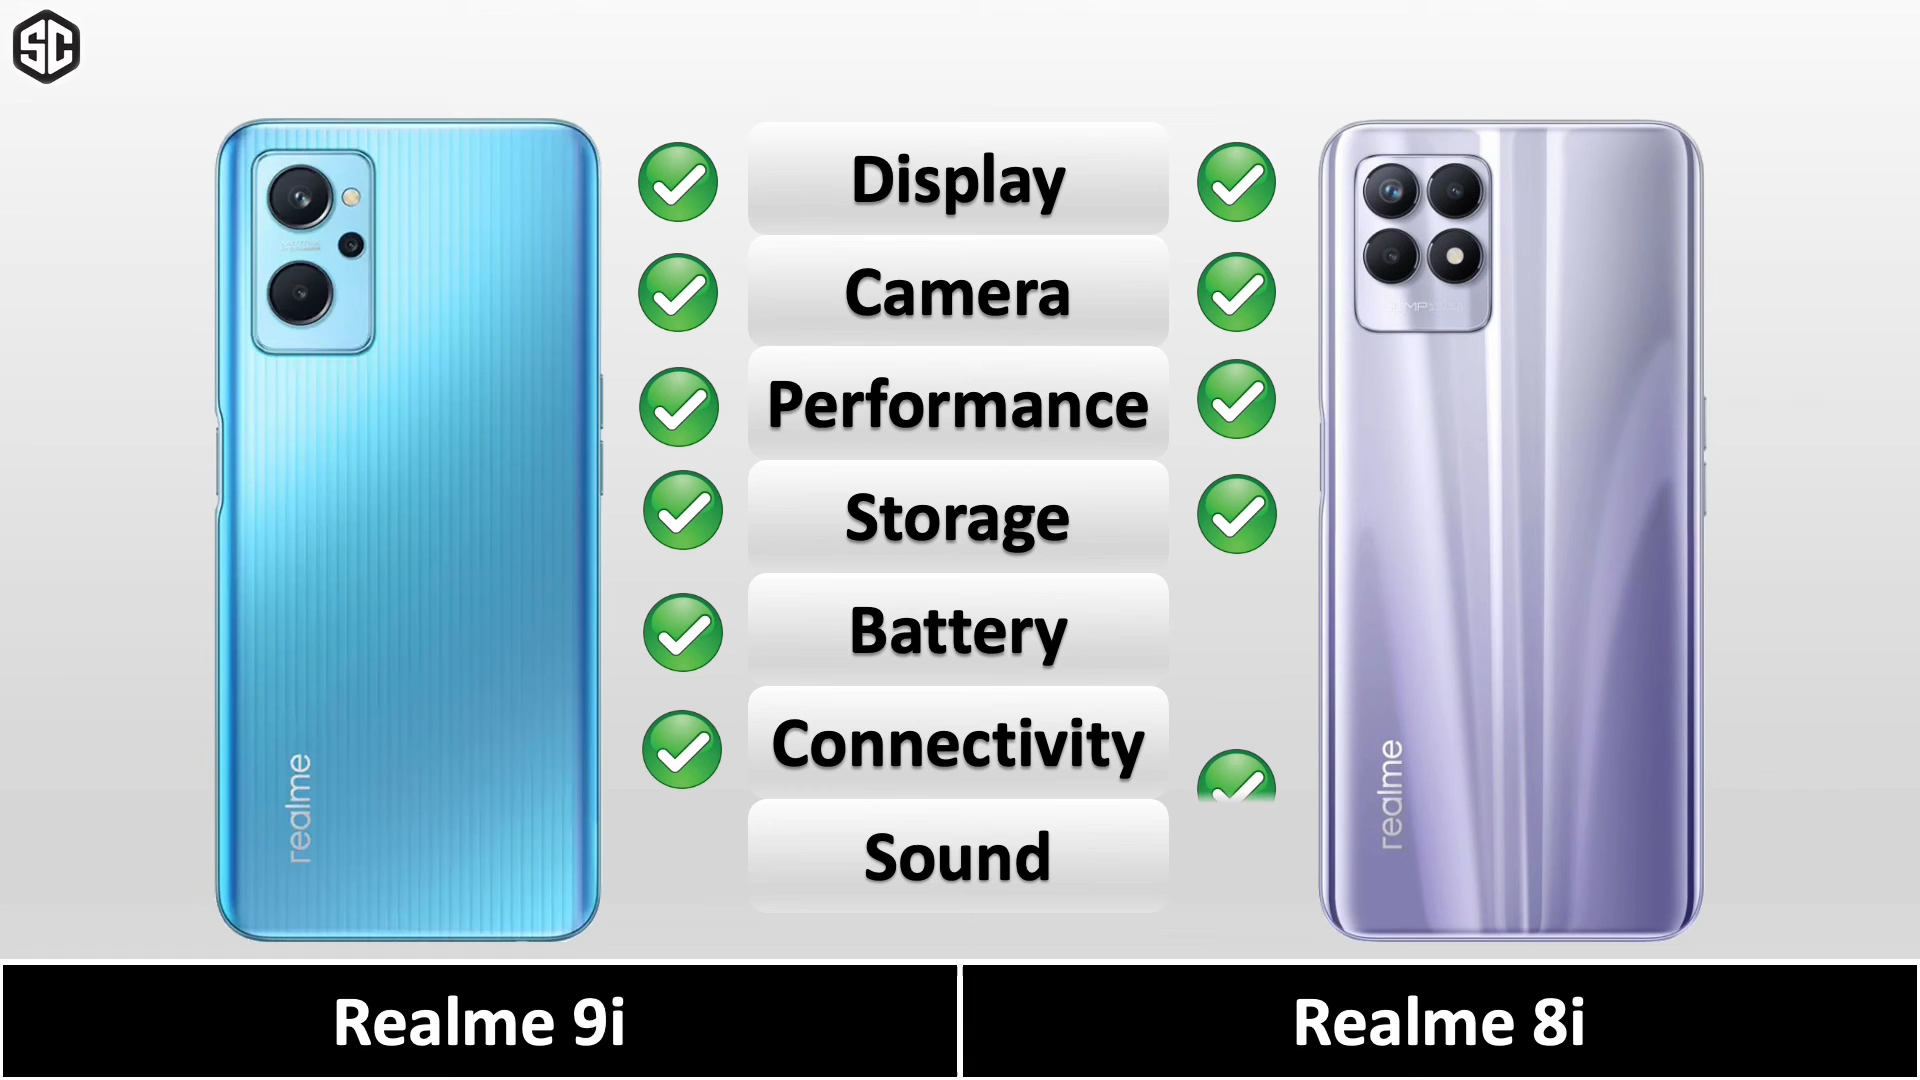 SC
Display
Camera
Performance
Storage
Battery
Connectivity
Sound
realme
realme
Realme 9i
Realme 8i